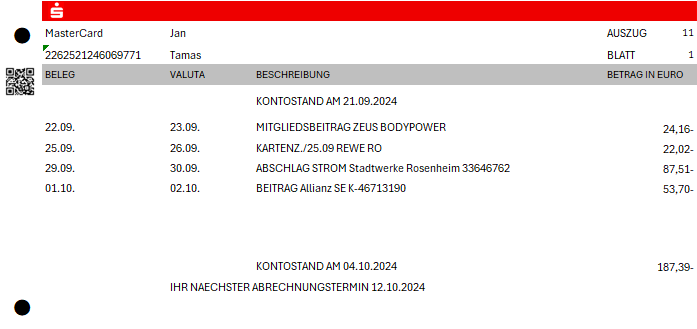 MasterCard Jan AUSZUG 11
2262521246069771 Tamas BLATT 1
BELEG VALUTA BESCHREIBUNG BETRAG IN EURO
KONTOSTAND AM 21.09.2024
22.09. 23.09. MITGLIEDSBEITRAG ZEUS BODYPOWER 24,16-
25.09. 26.09. KARTENZ./25.09 REWE RO 22,02-
29.09. 30.09. ABSCHLAG STROM Stadtwerke Rosenheim 33646762 87,51-
01.10. 02.10. BEITRAG Allianz SE K-46713190 53,70-
KONTOSTAND AM 04.10.2024 187,39-
IHR NAECHSTER ABRECHNUNGSTERMIN 12.10.2024